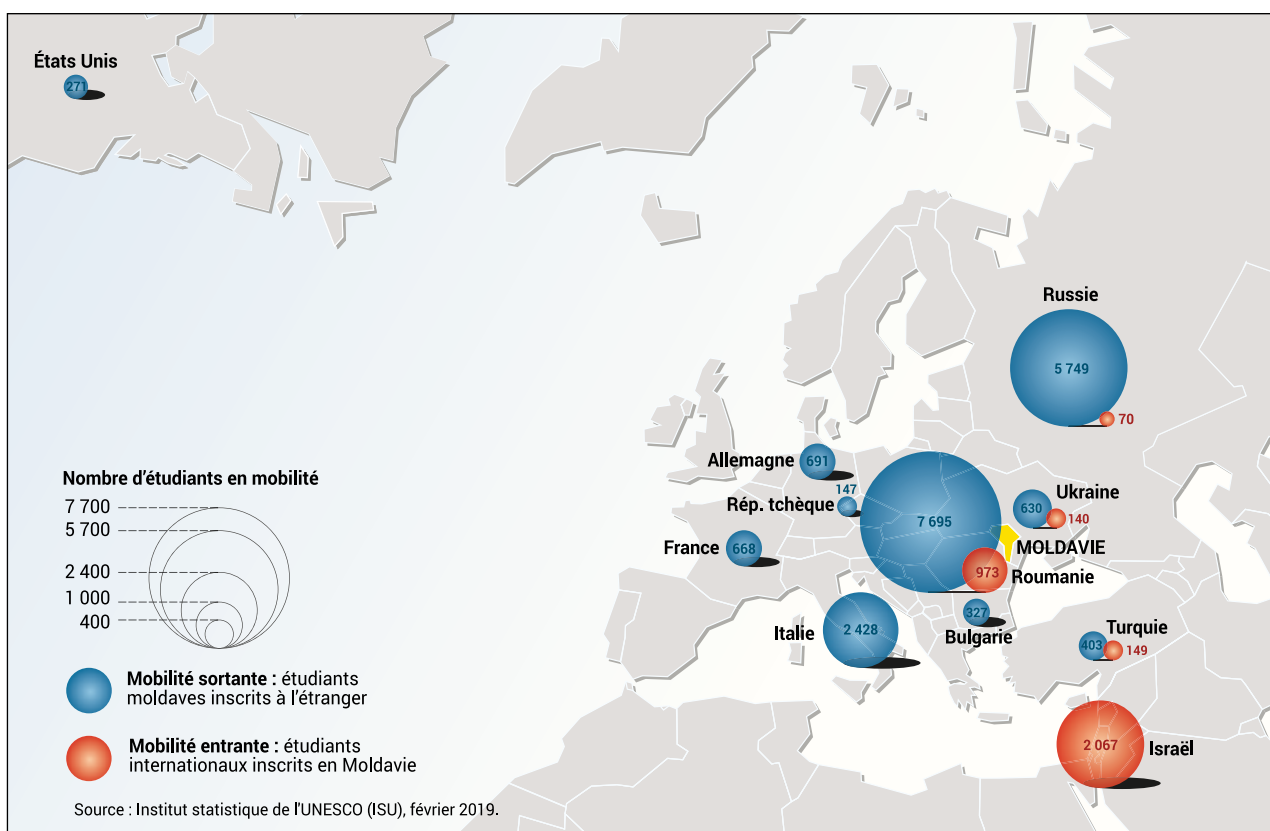 États Unis
271
Russie
5 749
70
Allemagne
691
147
Rép. tchèque
7 695
Ukraine
630
140
MOLDAVIE
France
668
973
Roumanie
Italie
2 428
327
Bulgarie
Turquie
403
149
2 067
Israël
Nombre d'étudiants en mobilité
7 700
5 700
2 400
1 000
400
Mobilité sortante : étudiants
moldaves inscrits à l'étranger
Mobilité entrante : étudiants
internationaux inscrits en Moldavie
Source : Institut statistique de l'UNESCO (ISU), février 2019.